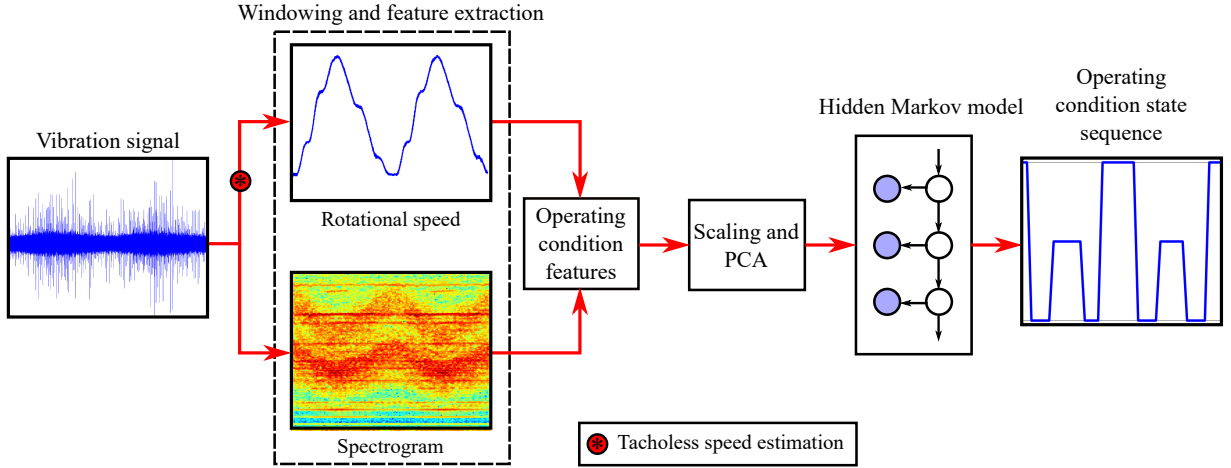 Windowing and feature extraction
Vibration signal
Rotational speed
Spectrogram
Operating
condition
features
Scaling and
PCA
Hidden Markov model
Operating
condition state
sequence
* Tacholess speed estimation